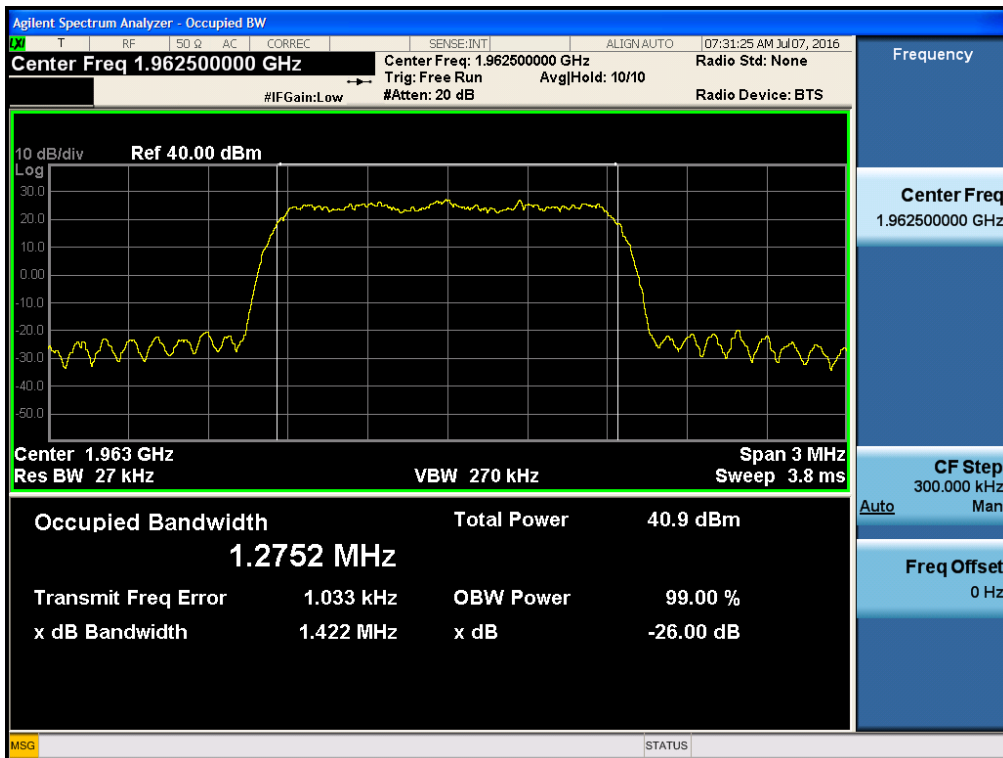 Agilent Spectrum Analyzer - Occupied BW
LXI T RF 50 Ω AC CORREC SENSE:INT ALIGN AUTO 07:31:25 AM Jul 07, 2016
Center Freq 1.962500000 GHz Center Freq: 1.962500000 GHz Radio Std: None
Trig: Free Run Avg|Hold: 10/10
#IFGain:Low #Atten: 20 dB Radio Device: BTS
10 dB/div Ref 40.00 dBm
Log
30.0
20.0
10.0
0.00
-10.0
-20.0
-30.0
-40.0
-50.0
Center 1.963 GHz Span 3 MHz
Res BW 27 kHz VBW 270 kHz Sweep 3.8 ms
Occupied Bandwidth Total Power 40.9 dBm
1.2752 MHz
Transmit Freq Error 1.033 kHz OBW Power 99.00 %
x dB Bandwidth 1.422 MHz x dB -26.00 dB
Frequency
Center Freq
1.962500000 GHz
CF Step
300.000 kHz
Auto Man
Freq Offset
0 Hz
MSG STATUS